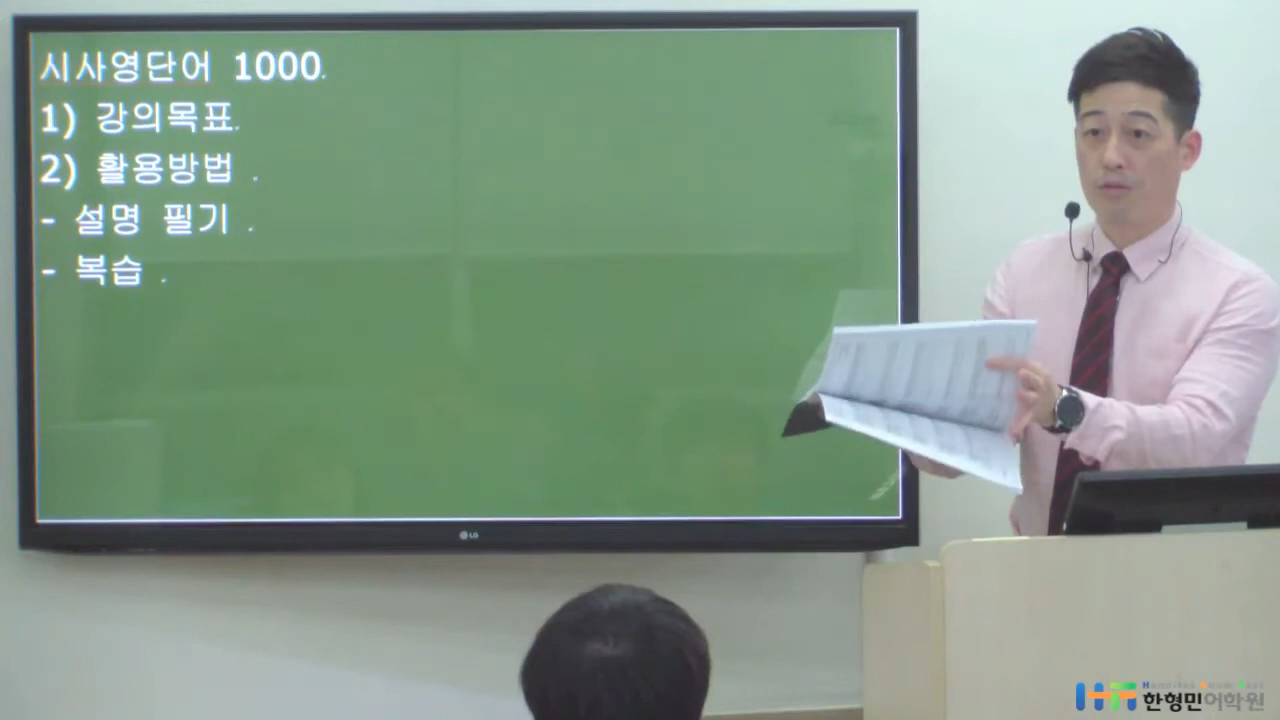 시사영단어 1000.
1) 강의목표.
2) 활용방법 .
- 설명 필기 .
- 복습 .
LG
한형민어학원